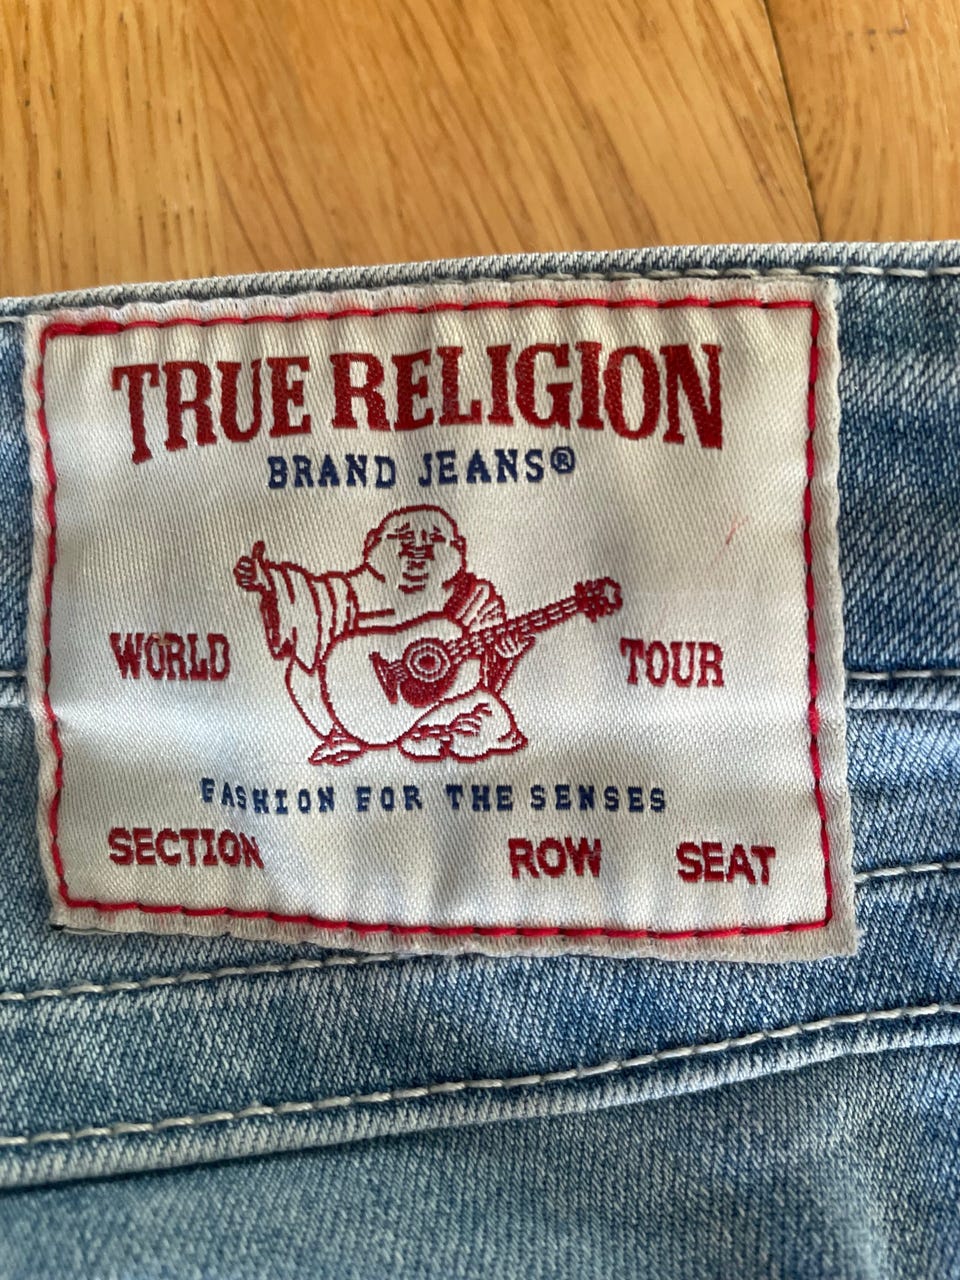 TRUE RELIGION
BRAND JEANS®
WORLD TOUR
FASHION FOR THE SENSES
SECTION ROW SEAT